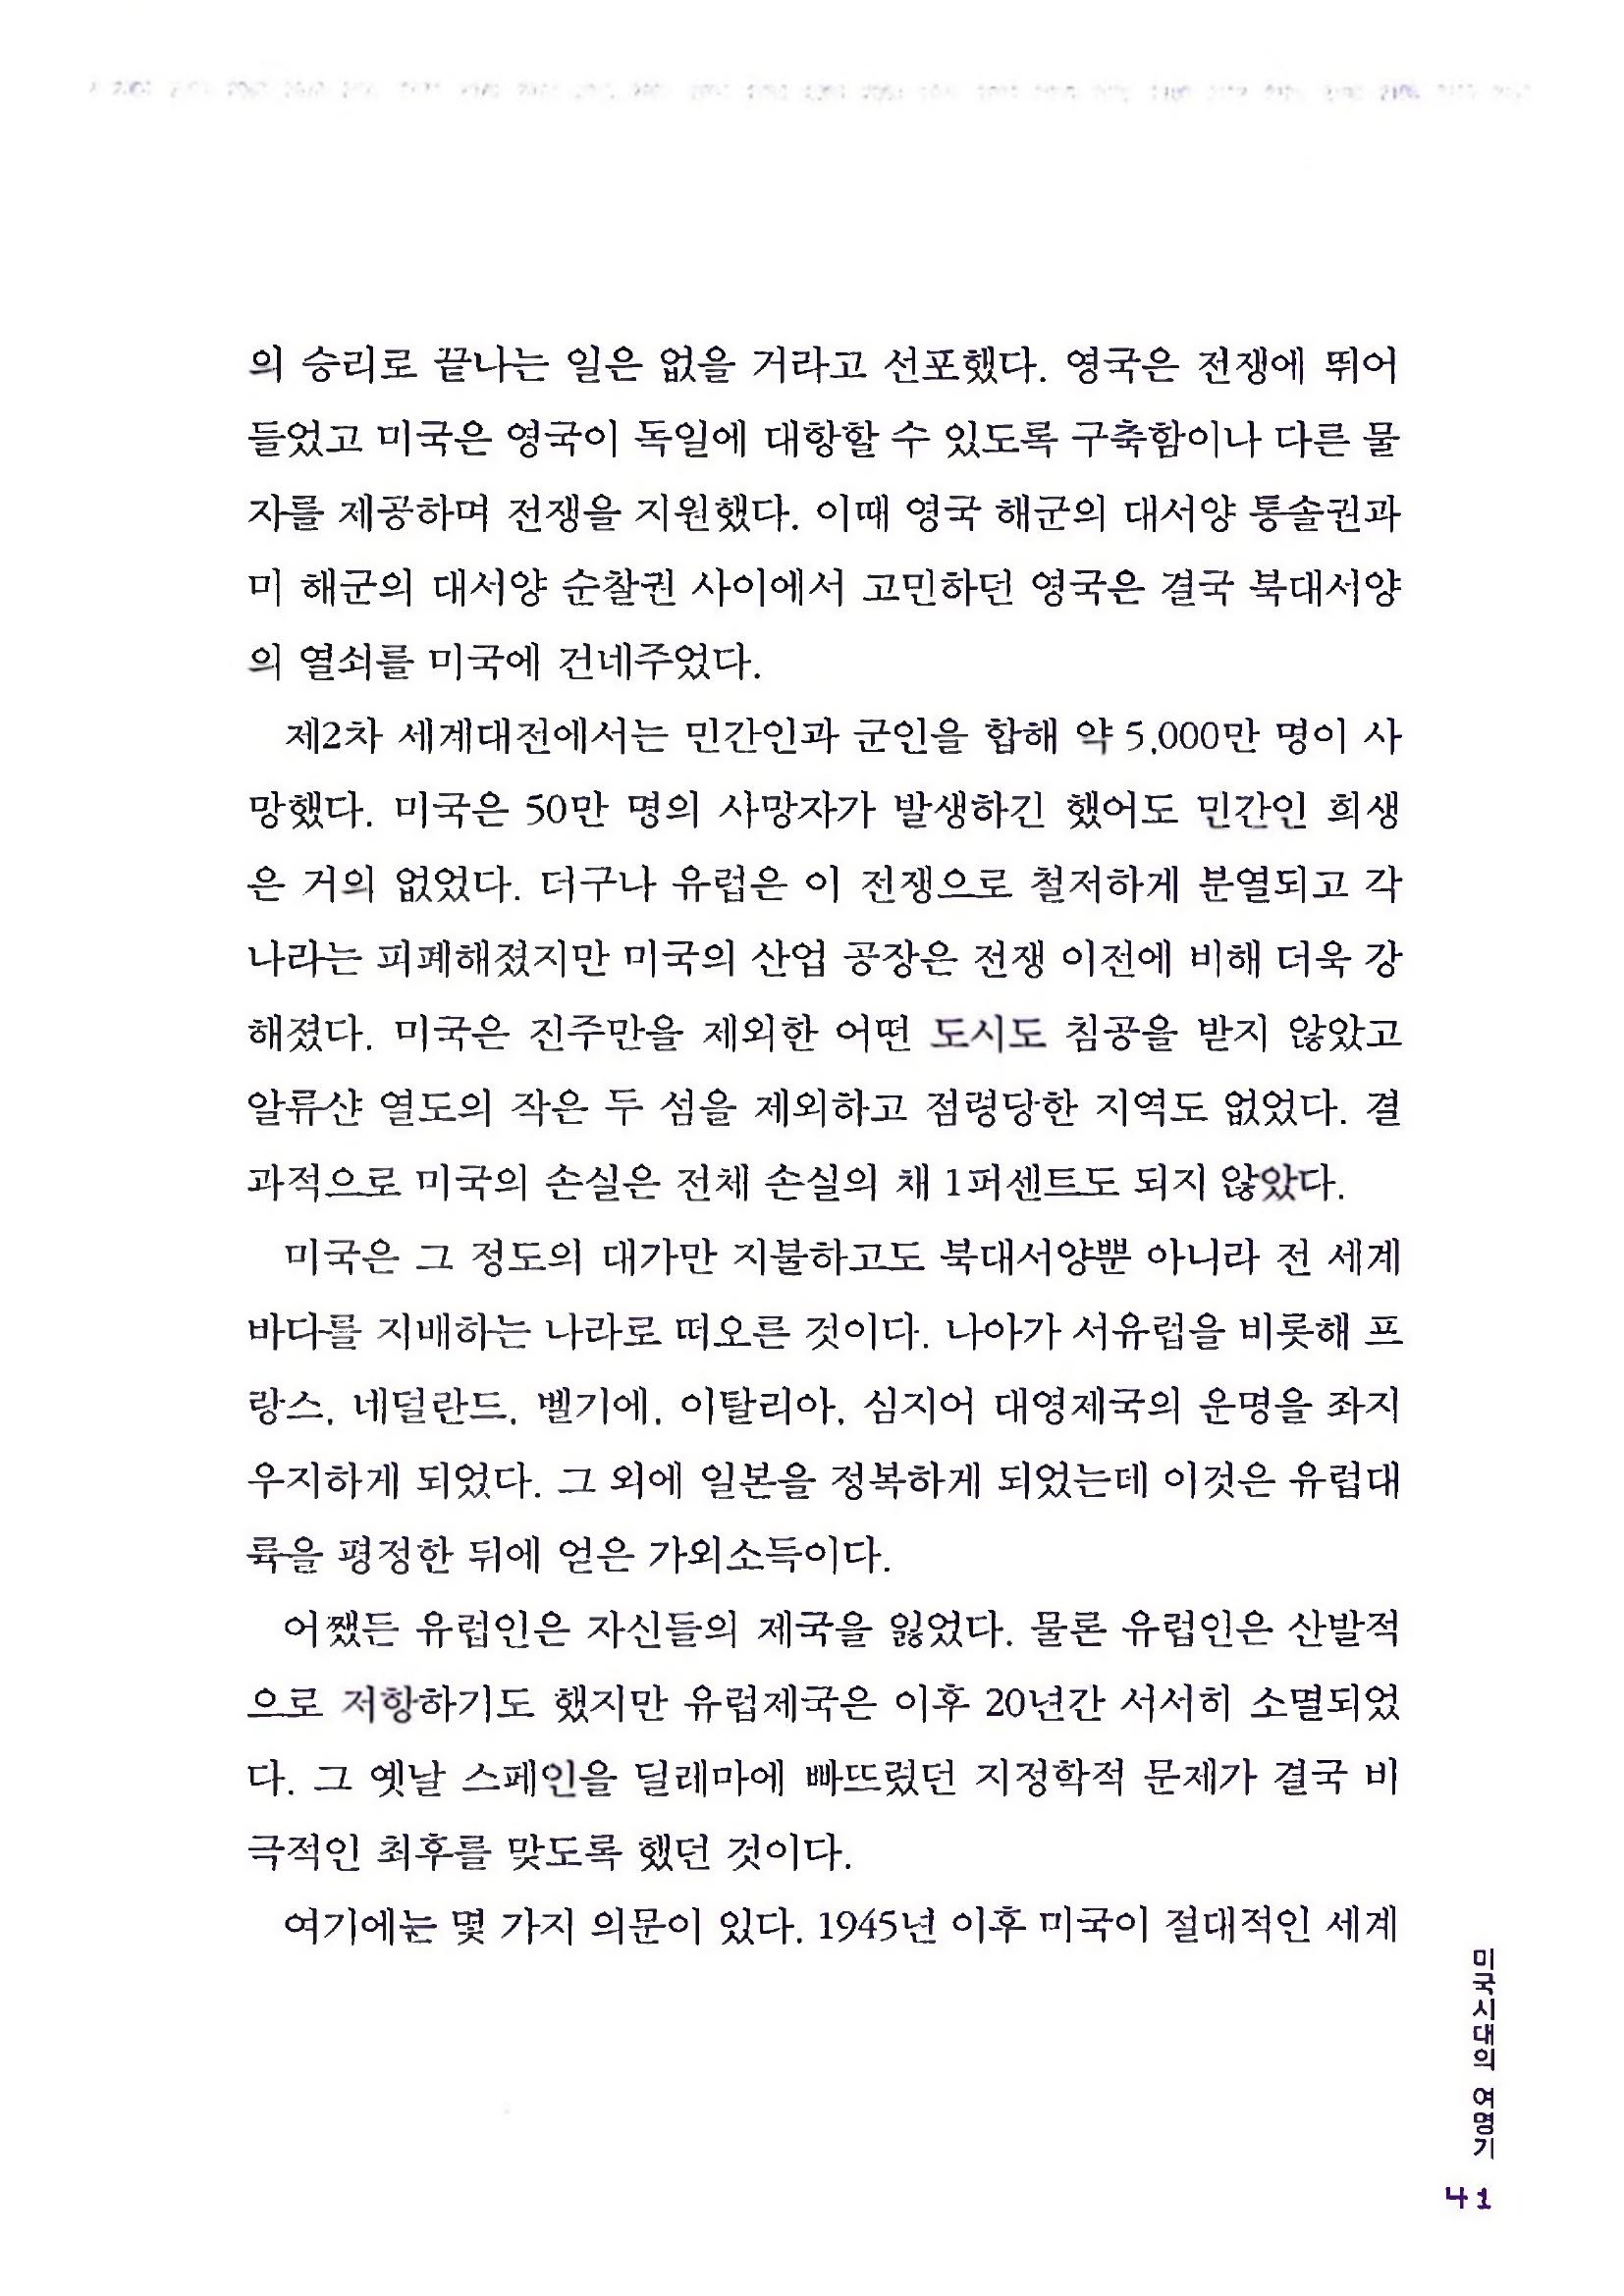 의 승리로 끝나는 일은 없을 거라고 선포했다. 영국은 전쟁에 뛰어
들었고 미국은 영국이 독일에 대항할 수 있도록 구축함이나 다른 물
자를 제공하며 전쟁을 지원했다. 이때 영국 해군의 대서양 통솔권과
미 해군의 대서양 순찰권 사이에서 고민하던 영국은 결국 북대서양
의 열쇠를 미국에 건네주었다.
제2차 세계대전에서는 민간인과 군인을 합해 약 5,000만 명이 사
망했다. 미국은 50만 명의 사망자가 발생하긴 했어도 민간인 희생
은 거의 없었다. 더구나 유럽은 이 전쟁으로 철저하게 분열되고 각
나라는 피폐해졌지만 미국의 산업 공장은 전쟁 이전에 비해 더욱 강
해졌다. 미국은 진주만을 제외한 어떤 도시도 침공을 받지 않았고
알류샨 열도의 작은 두 섬을 제외하고 점령당한 지역도 없었다. 결
과적으로 미국의 손실은 전체 손실의 채 1퍼센트도 되지 않았다.
미국은 그 정도의 대가만 지불하고도 북대서양뿐 아니라 전 세계
바다를 지배하는 나라로 떠오른 것이다. 나아가 서유럽을 비롯해 프
랑스, 네덜란드, 벨기에, 이탈리아, 심지어 대영제국의 운명을 좌지
우지하게 되었다. 그 외에 일본을 정복하게 되었는데 이것은 유럽대
륙을 평정한 뒤에 얻은 가외소득이다.
어쨌든 유럽인은 자신들의 제국을 잃었다. 물론 유럽인은 산발적
으로 저항하기도 했지만 유럽제국은 이후 20년간 서서히 소멸되었
다. 그 옛날 스페인을 딜레마에 빠뜨렸던 지정학적 문제가 결국 비
극적인 최후를 맞도록 했던 것이다.
여기에는 몇 가지 의문이 있다. 1945년 이후 미국이 절대적인 세계
미국시대의 여명기
41